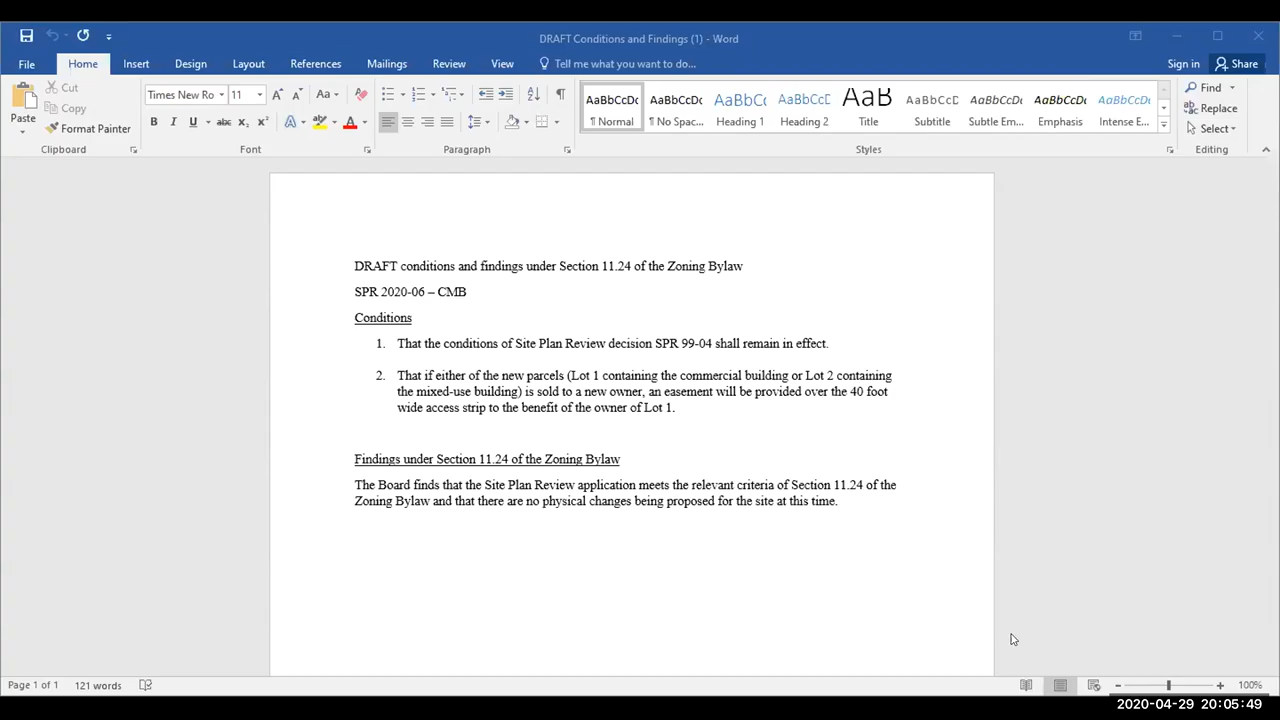 DRAFT Conditions and Findings (1) - Word
File Home Insert Design Layout References Mailings Review View Tell me what you want to do... Sign in Share
Paste Cut Copy Format Painter
Times New Ro 11 Aa
B I U abc x₂ x² A A
AaBbCcDc AaBbCcDc AaBbCc AaBbCcD AaB AaBbCcD AaBbCcDc AaBbCcDc AaBbCcDc
¶ Normal ¶ No Spac... Heading 1 Heading 2 Title Subtitle Subtle Em... Emphasis Intense E...
Find Replace Select
Clipboard Font Paragraph Styles Editing
DRAFT conditions and findings under Section 11.24 of the Zoning Bylaw
SPR 2020-06 – CMB
Conditions
1. That the conditions of Site Plan Review decision SPR 99-04 shall remain in effect.
2. That if either of the new parcels (Lot 1 containing the commercial building or Lot 2 containing
the mixed-use building) is sold to a new owner, an easement will be provided over the 40 foot
wide access strip to the benefit of the owner of Lot 1.
Findings under Section 11.24 of the Zoning Bylaw
The Board finds that the Site Plan Review application meets the relevant criteria of Section 11.24 of the
Zoning Bylaw and that there are no physical changes being proposed for the site at this time.
Page 1 of 1 121 words 100%
2020-04-29 20:05:49